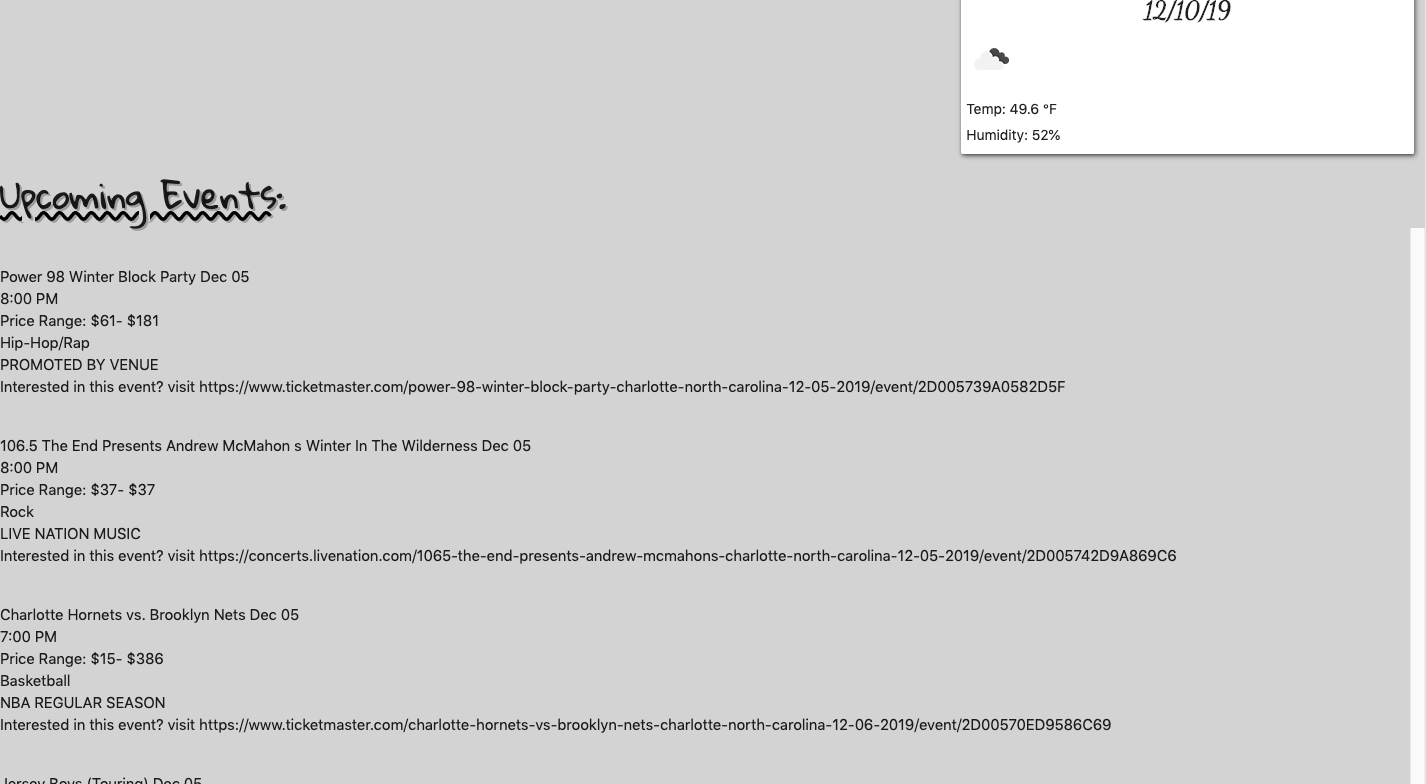 12/10/19
Temp: 49.6 °F
Humidity: 52%
Upcoming Events:
Power 98 Winter Block Party Dec 05
8:00 PM
Price Range: $61- $181
Hip-Hop/Rap
PROMOTED BY VENUE
Interested in this event? visit https://www.ticketmaster.com/power-98-winter-block-party-charlotte-north-carolina-12-05-2019/event/2D005739A0582D5F
106.5 The End Presents Andrew McMahon s Winter In The Wilderness Dec 05
8:00 PM
Price Range: $37- $37
Rock
LIVE NATION MUSIC
Interested in this event? visit https://concerts.livenation.com/1065-the-end-presents-andrew-mcmahons-charlotte-north-carolina-12-05-2019/event/2D005742D9A869C6
Charlotte Hornets vs. Brooklyn Nets Dec 05
7:00 PM
Price Range: $15- $386
Basketball
NBA REGULAR SEASON
Interested in this event? visit https://www.ticketmaster.com/charlotte-hornets-vs-brooklyn-nets-charlotte-north-carolina-12-06-2019/event/2D00570ED9586C69
Jersey Boys (Touring) Dec 05